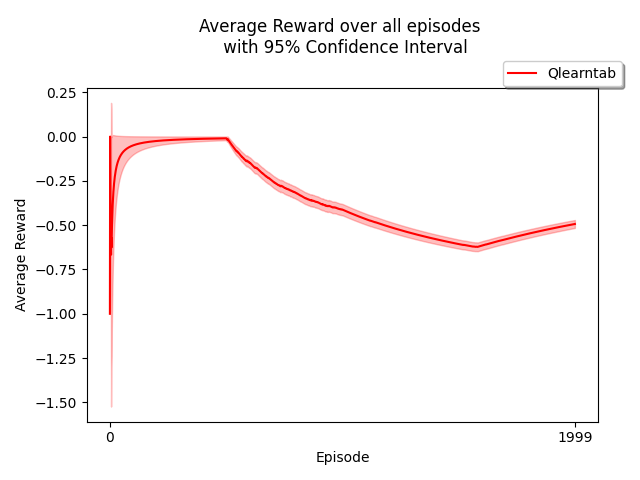 Average Reward over all episodes
with 95% Confidence Interval
Qlearntab
0.25
0.00
−0.25
−0.50
−0.75
−1.00
−1.25
−1.50
Average Reward
0
1999
Episode